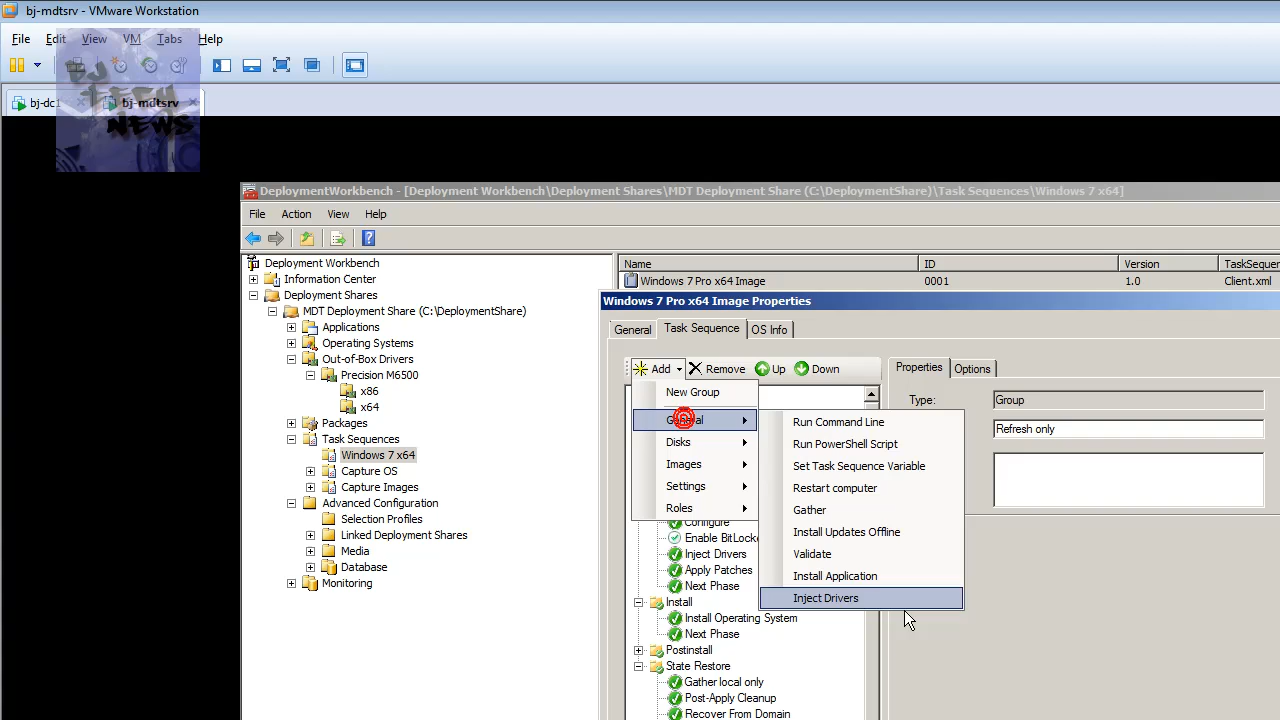 bj-mdtsrv - VMware Workstation
File Edit View VM Tabs Help
bj-dc1 bj-mdtsrv
BJ
TECH
NEWS
DeploymentWorkbench - [Deployment Workbench\Deployment Shares\MDT Deployment Share (C:\DeploymentShare)\Task Sequences\Windows 7 x64]
File Action View Help
Deployment Workbench
Information Center
Deployment Shares
MDT Deployment Share (C:\DeploymentShare)
Applications
Operating Systems
Out-of-Box Drivers
Precision M6500
x86
x64
Packages
Task Sequences
Windows 7 x64
Capture OS
Capture Images
Advanced Configuration
Selection Profiles
Linked Deployment Shares
Media
Database
Monitoring
Name ID Version TaskSequen
Windows 7 Pro x64 Image 0001 1.0 Client.xml
Windows 7 Pro x64 Image Properties
General Task Sequence OS Info
Add Remove Up Down
New Group
General
Disks
Images
Settings
Roles
Run Command Line
Run PowerShell Script
Set Task Sequence Variable
Restart computer
Gather
Install Updates Offline
Validate
Install Application
Inject Drivers
Configure
Enable BitLocke
Inject Drivers
Apply Patches
Next Phase
Install
Install Operating System
Next Phase
Postinstall
State Restore
Gather local only
Post-Apply Cleanup
Recover From Domain
Properties Options
Type: Group
Refresh only